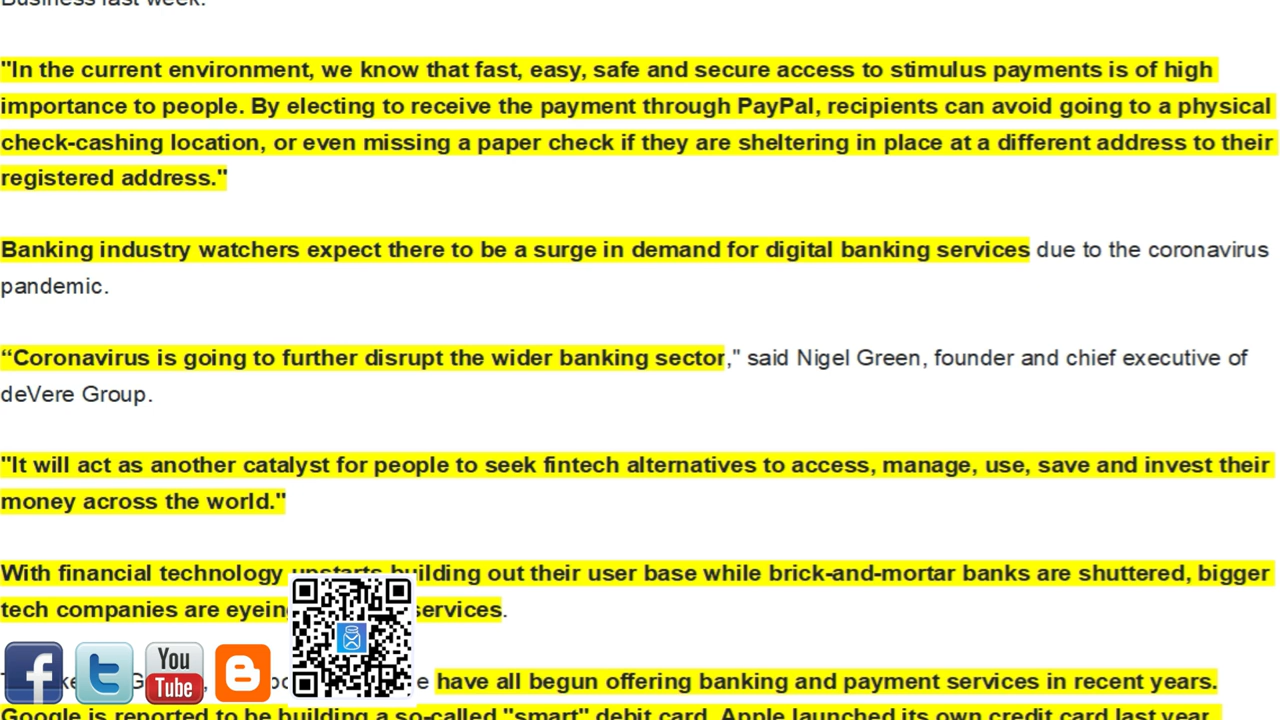 Business last week.
"In the current environment, we know that fast, easy, safe and secure access to stimulus payments is of high
importance to people. By electing to receive the payment through PayPal, recipients can avoid going to a physical
check-cashing location, or even missing a paper check if they are sheltering in place at a different address to their
registered address."
Banking industry watchers expect there to be a surge in demand for digital banking services due to the coronavirus
pandemic.
“Coronavirus is going to further disrupt the wider banking sector," said Nigel Green, founder and chief executive of
deVere Group.
"It will act as another catalyst for people to seek fintech alternatives to access, manage, use, save and invest their
money across the world."
With financial technology upstarts building out their user base while brick-and-mortar banks are shuttered, bigger
tech companies are services.
have all begun offering banking and payment services in recent years.
Google is reported to be building a so-called "smart" debit card. Apple launched its own credit card last year.
You
Tube